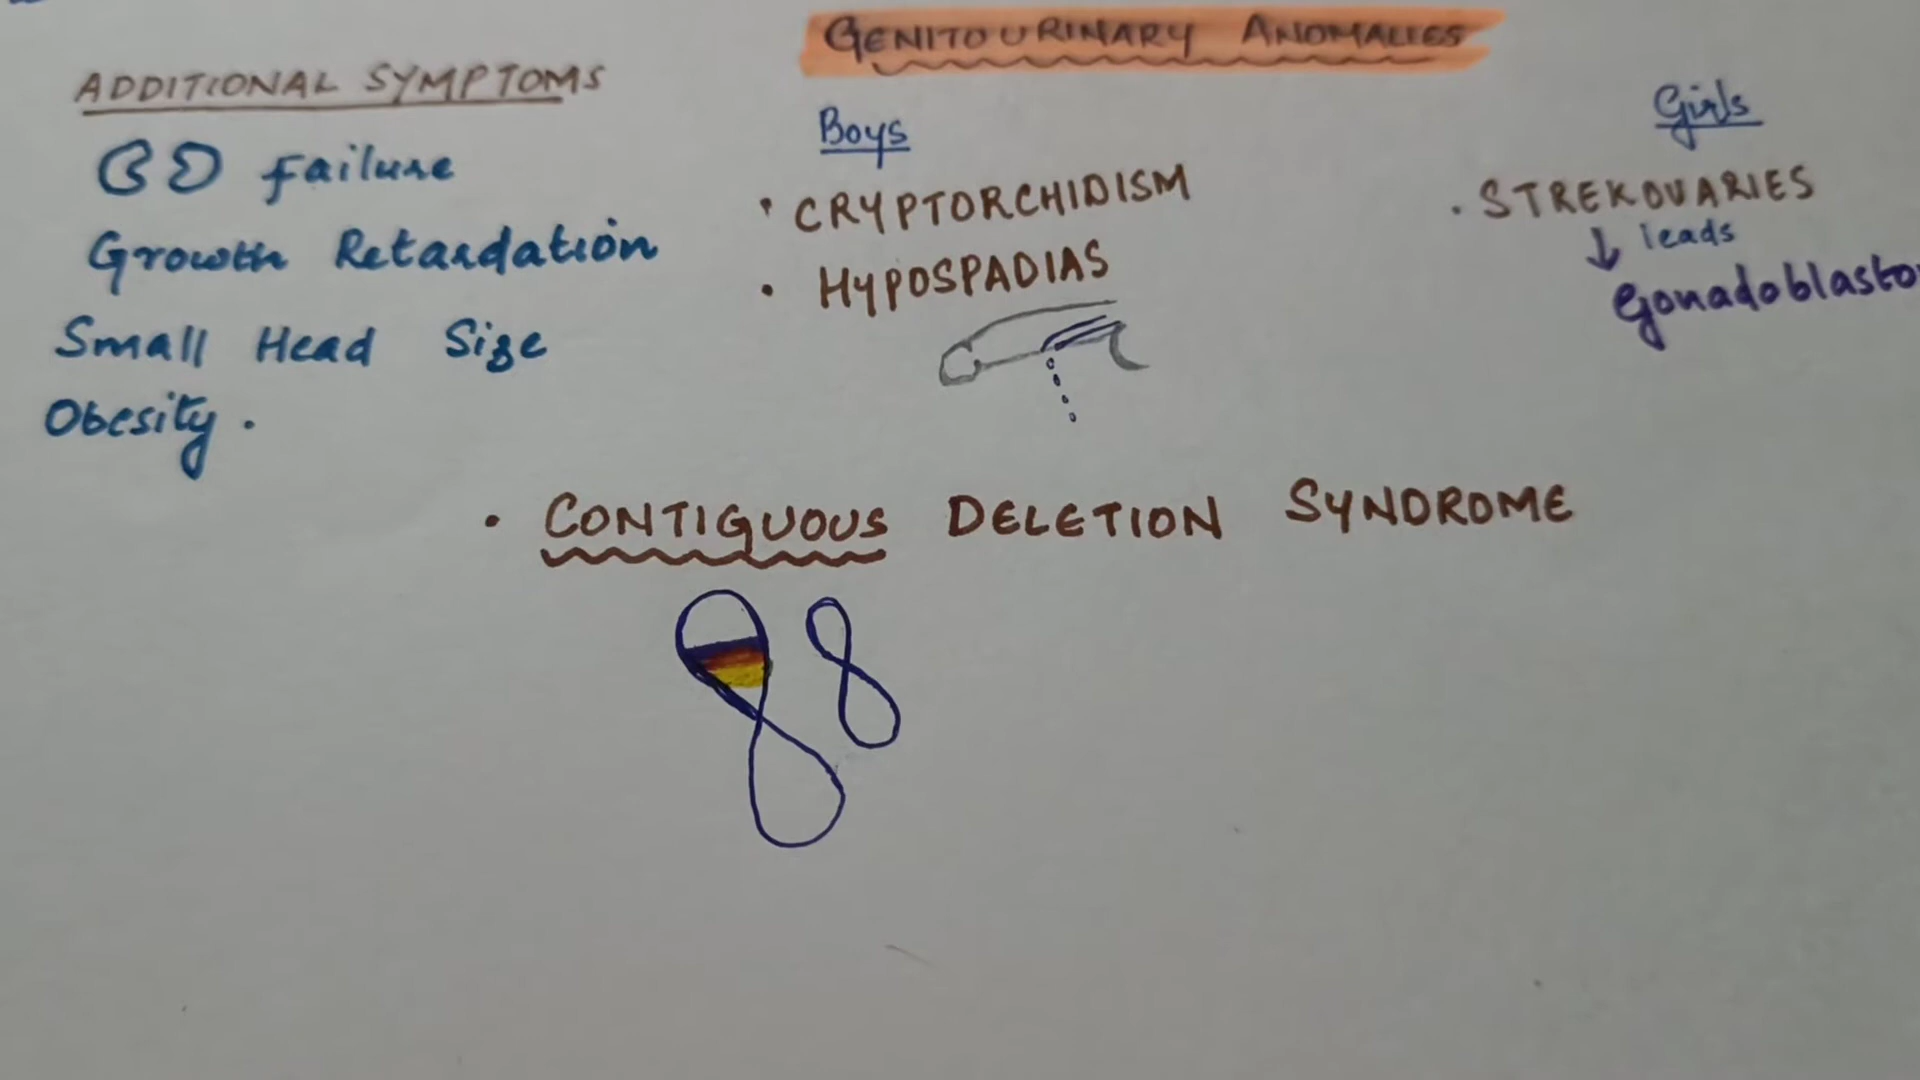 ADDITIONAL SYMPTOMS
failure
Growth Retardation
Small Head Size
Obesity.
GENITOURINARY ANOMALIES
Boys
• CRYPTORCHIDISM
• HYPOSPADIAS
Girls
• STREKOVARIES
↓ leads
Gonadoblasto
• CONTIGUOUS DELETION SYNDROME